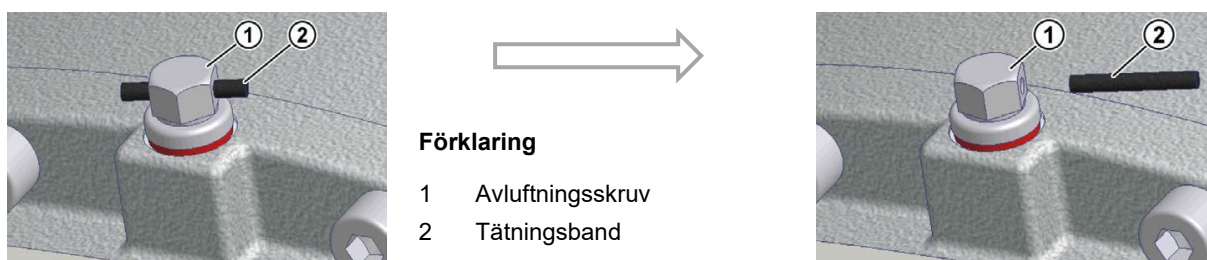 1 2
Förklaring
1 Avluftningsskruv
2 Tätningsband
1 2